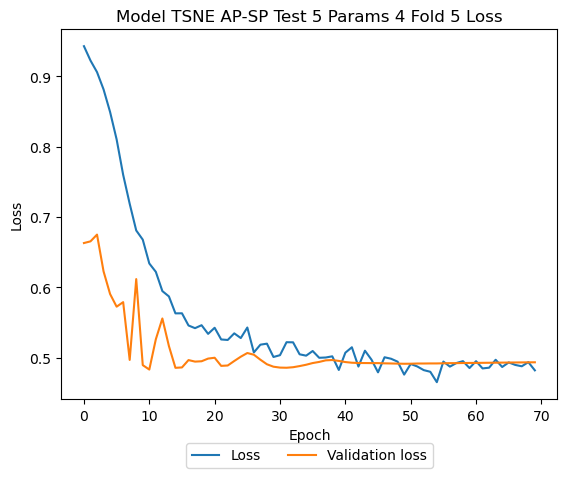 Model TSNE AP-SP Test 5 Params 4 Fold 5 Loss
0.9
0.8
0.7
0.6
0.5
Loss
0 10 20 30 40 50 60 70
Epoch
Loss Validation loss